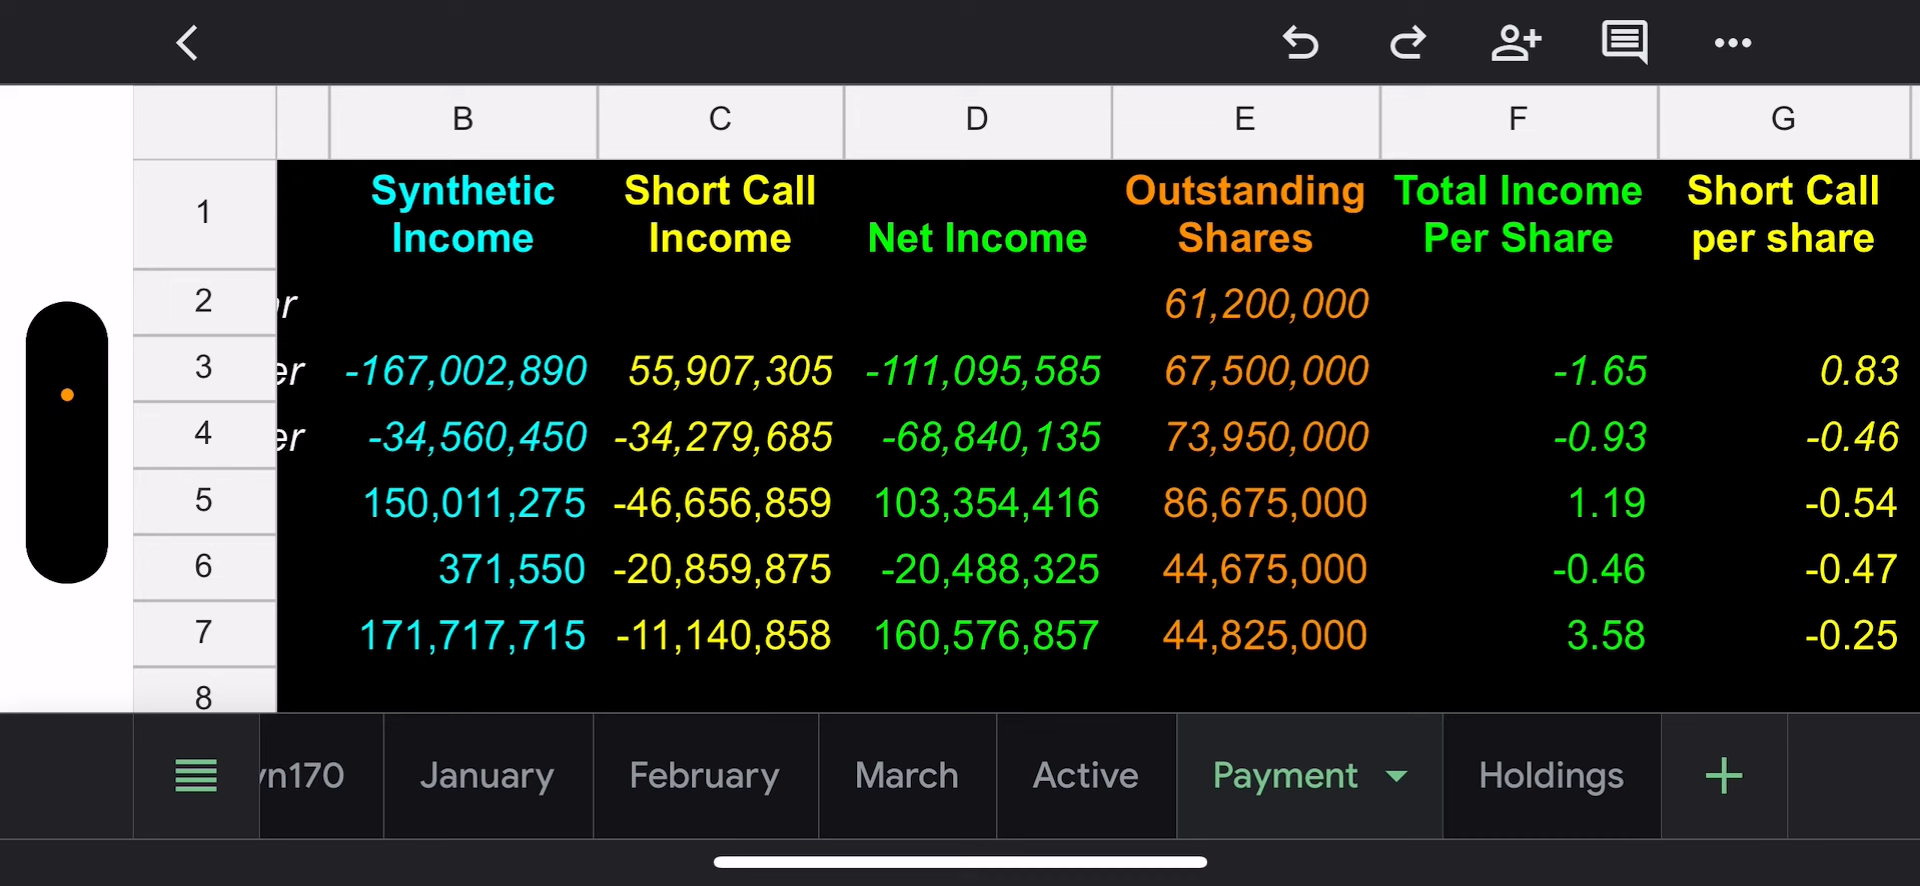 B C D E F G
1 Synthetic Income Short Call Income Net Income Outstanding Shares Total Income Per Share Short Call per share
2 r 61,200,000
3 er -167,002,890 55,907,305 -111,095,585 67,500,000 -1.65 0.83
4 er -34,560,450 -34,279,685 -68,840,135 73,950,000 -0.93 -0.46
5 150,011,275 -46,656,859 103,354,416 86,675,000 1.19 -0.54
6 371,550 -20,859,875 -20,488,325 44,675,000 -0.46 -0.47
7 171,717,715 -11,140,858 160,576,857 44,825,000 3.58 -0.25
8
yn170 January February March Active Payment Holdings